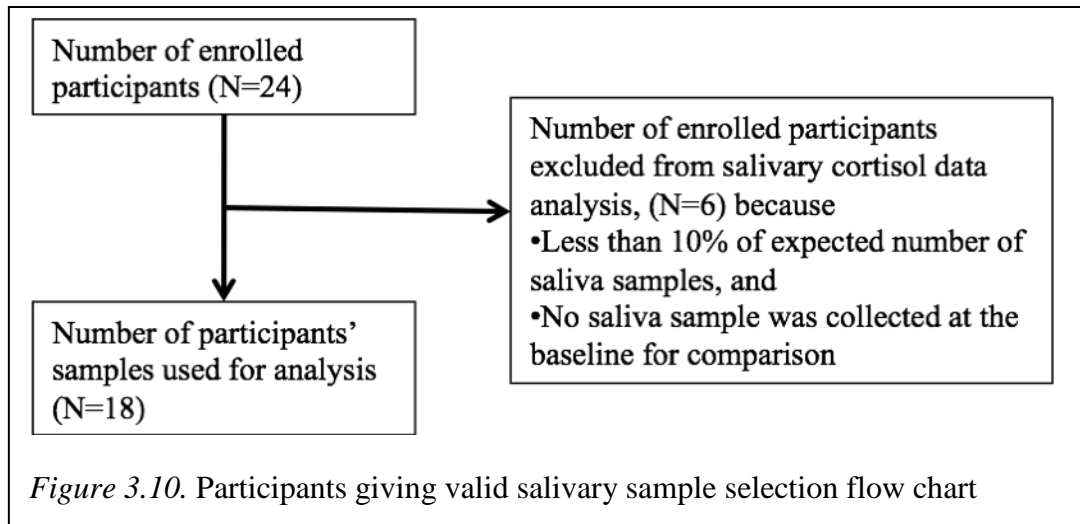 Number of enrolled
participants (N=24)
Number of enrolled participants
excluded from salivary cortisol data
analysis, (N=6) because
•Less than 10% of expected number of
saliva samples, and
•No saliva sample was collected at the
baseline for comparison
Number of participants’
samples used for analysis
(N=18)
Figure 3.10. Participants giving valid salivary sample selection flow chart